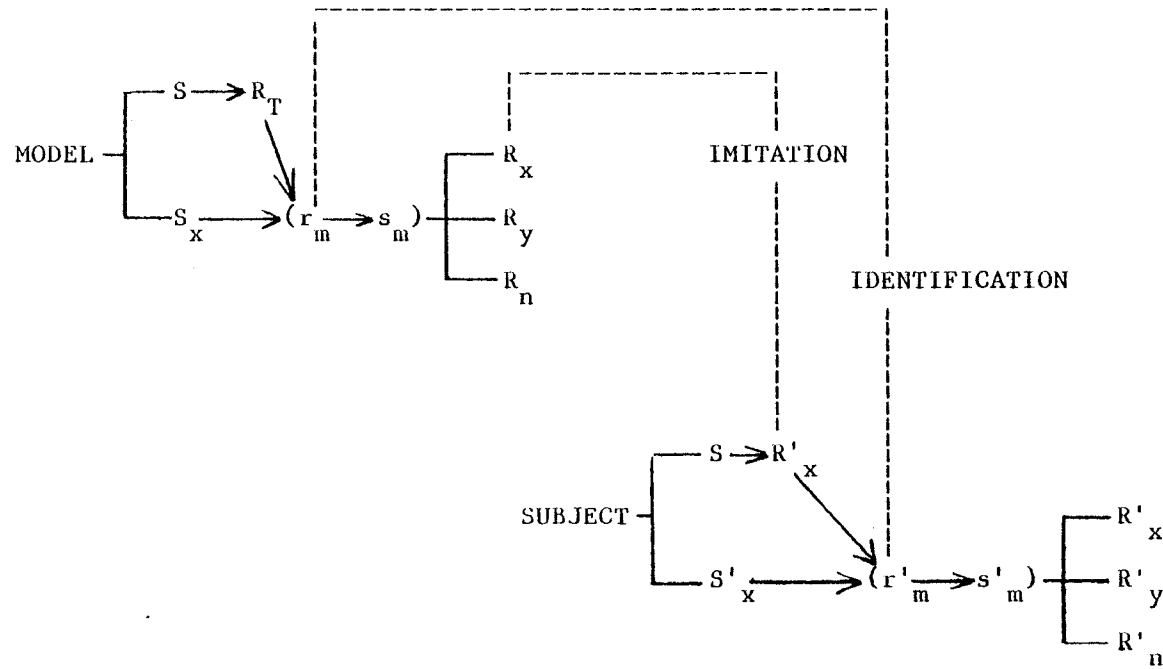 S → R_T
MODEL
R_x
IMITATION
S_x → (r_m → s_m)
R_y
R_n
IDENTIFICATION
S → R'_x
SUBJECT
R'_x
S'_x → (r'_m → s'_m)
R'_y
R'_n